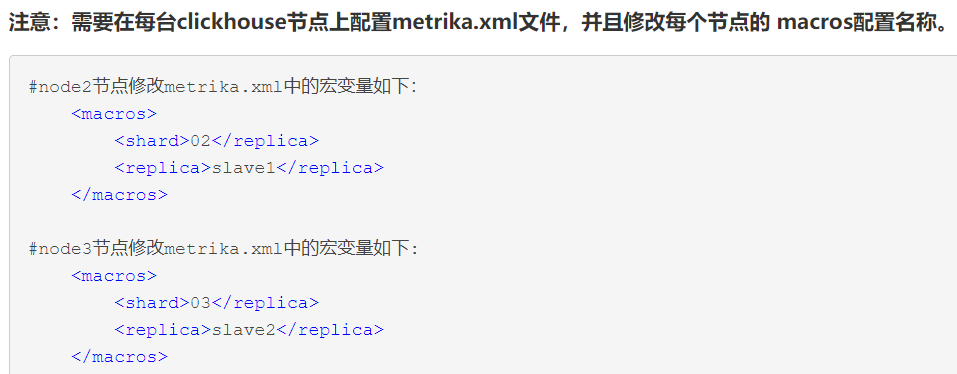 注意：需要在每台clickhouse节点上配置metrika.xml文件，并且修改每个节点的 macros配置名称。
#node2节点修改metrika.xml中的宏变量如下：
    <macros>
        <shard>02</replica>
        <replica>slave1</replica>
    </macros>
#node3节点修改metrika.xml中的宏变量如下：
    <macros>
        <shard>03</replica>
        <replica>slave2</replica>
    </macros>